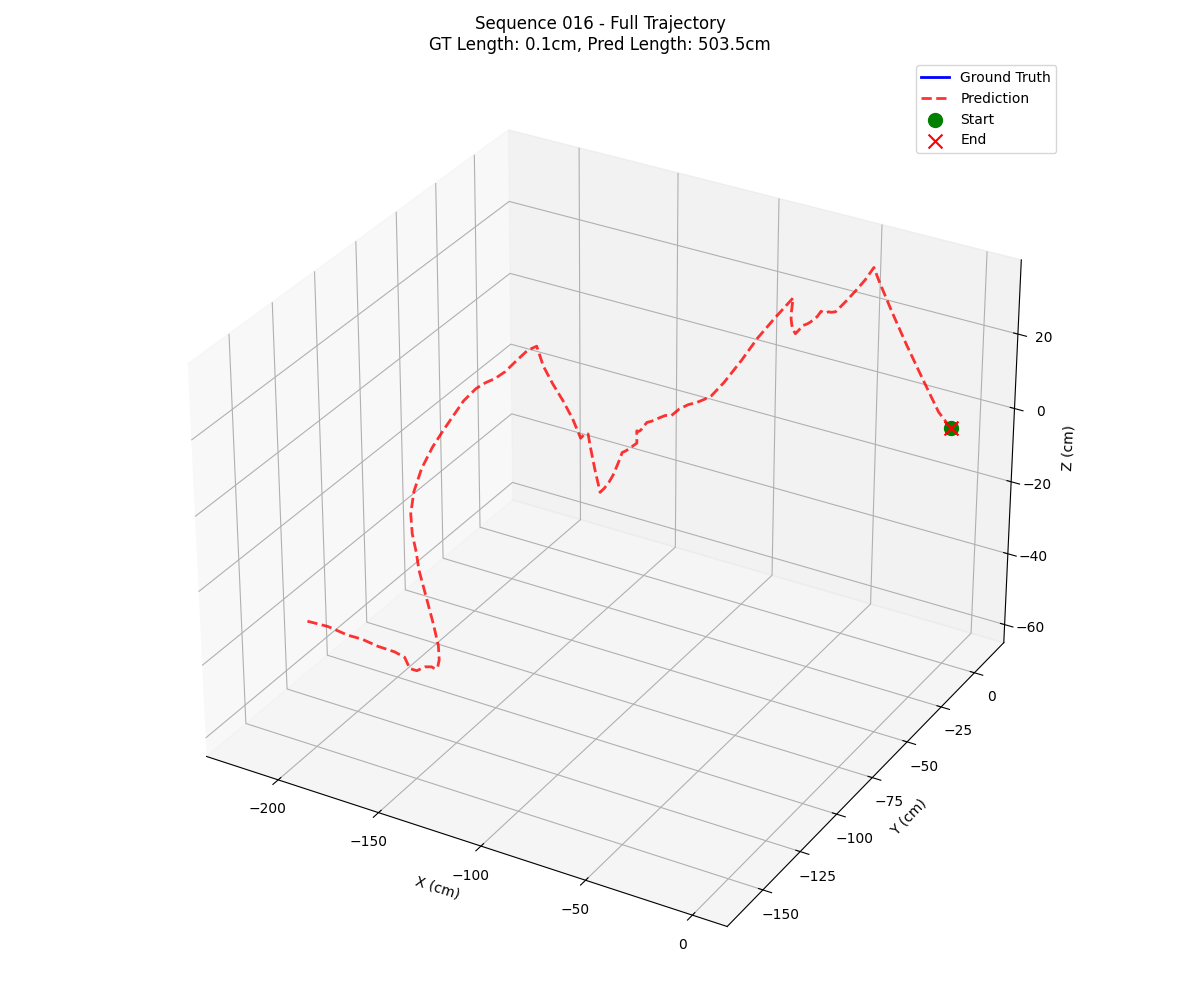 Sequence 016 - Full Trajectory
GT Length: 0.1cm, Pred Length: 503.5cm
Ground Truth
Prediction
Start
End
20
0
−20
−40
−60
Z (cm)
0
−25
−50
−75
−100
−125
−150
Y (cm)
−200
−150
−100
−50
0
X (cm)